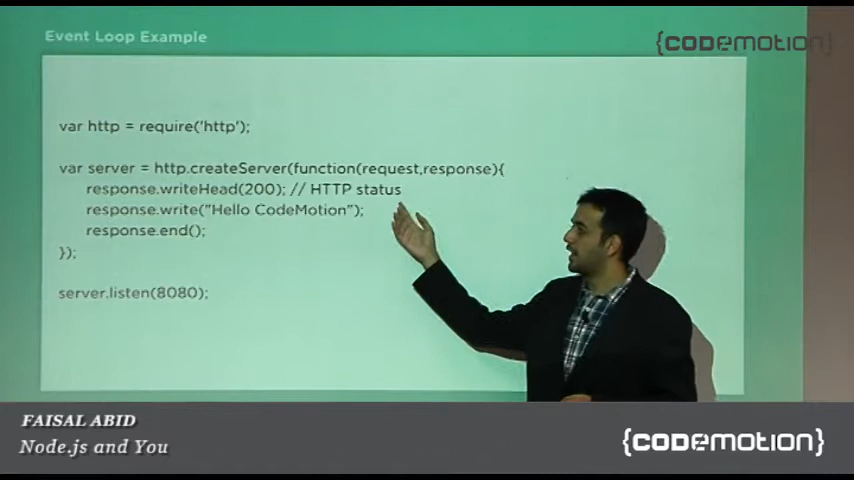 Event Loop Example
{CODemotion}
var http = require('http');
var server = http.createServer(function(request,response){
response.writeHead(200); // HTTP status
response.write("Hello CodeMotion");
response.end();
});
server.listen(8080);
FAISAL ABID
Node.js and You
{CODemotion}